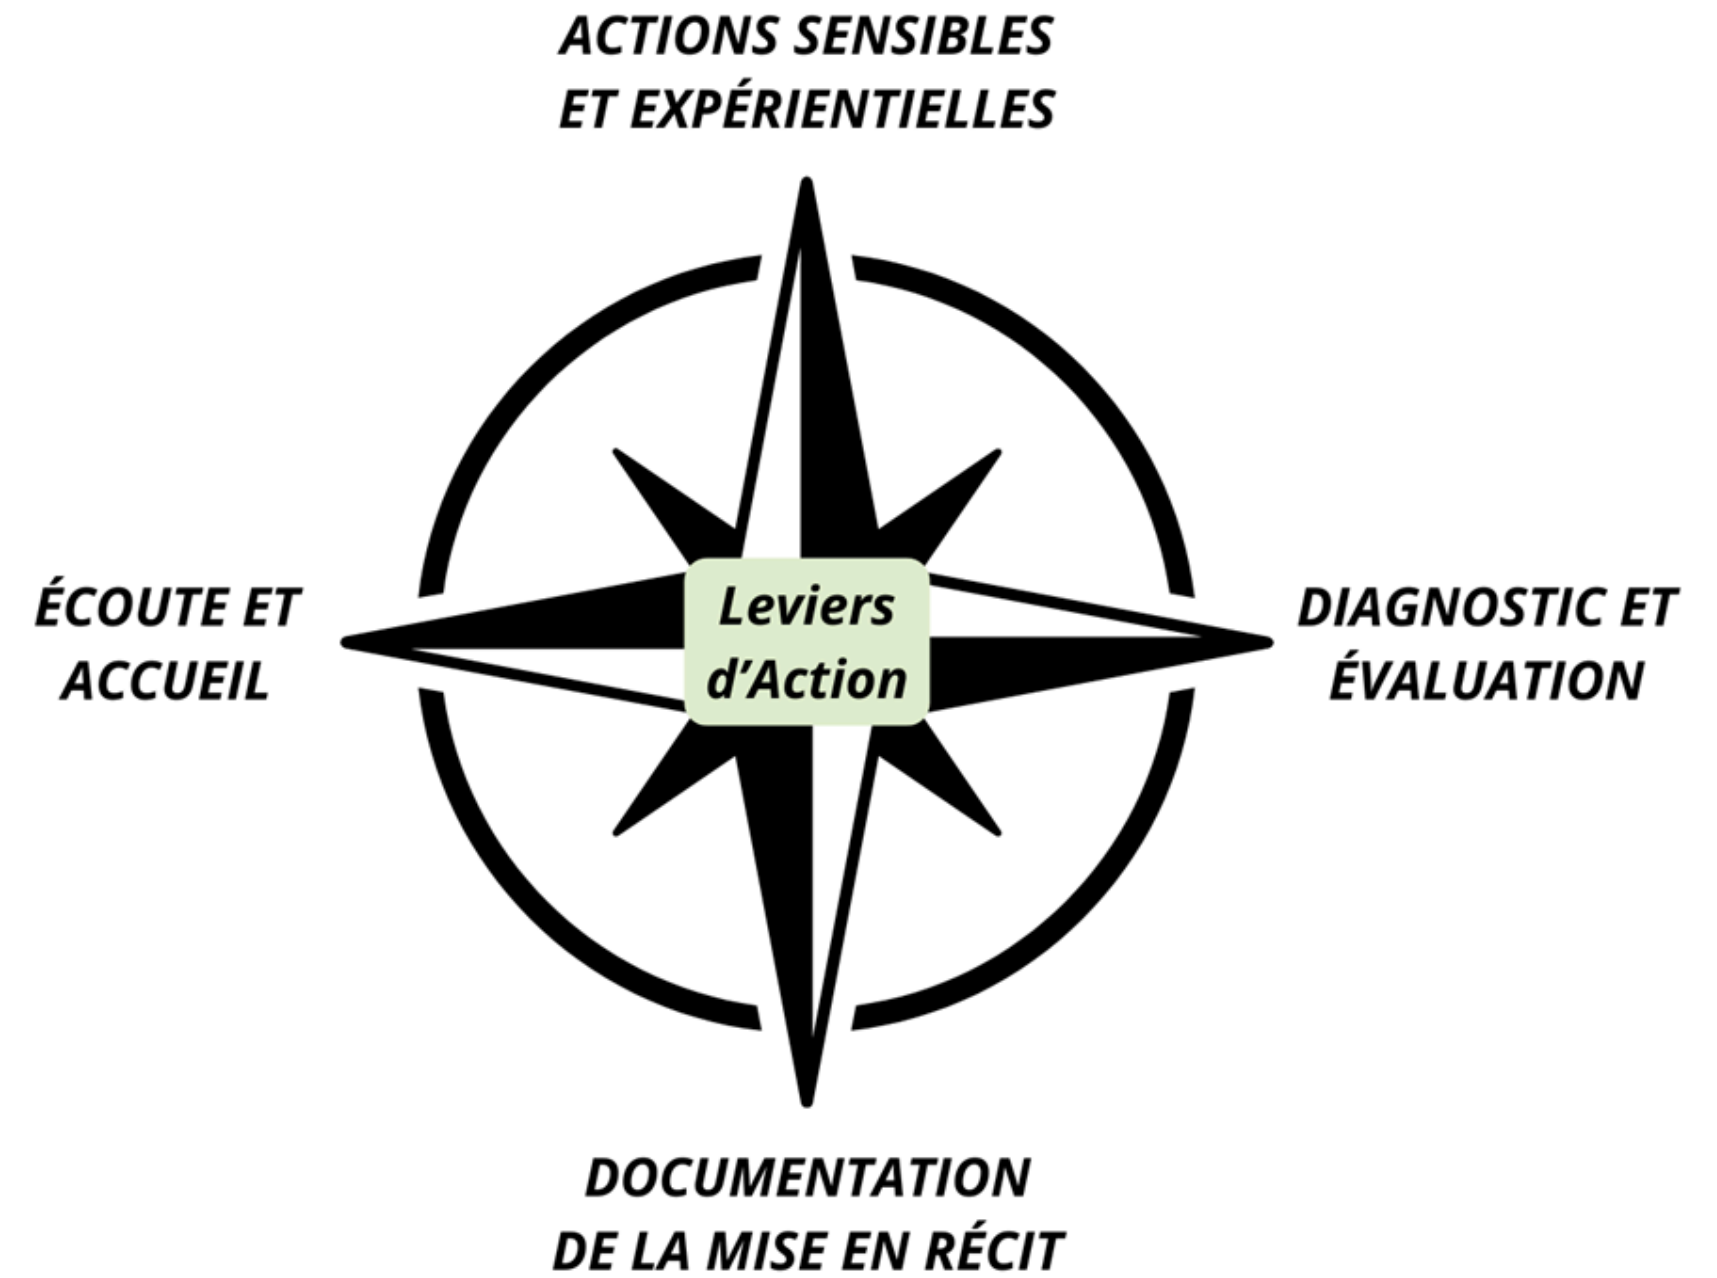 ACTIONS SENSIBLES
ET EXPÉRIENTIELLES
ÉCOUTE ET
ACCUEIL
Leviers
d’Action
DIAGNOSTIC ET
ÉVALUATION
DOCUMENTATION
DE LA MISE EN RÉCIT